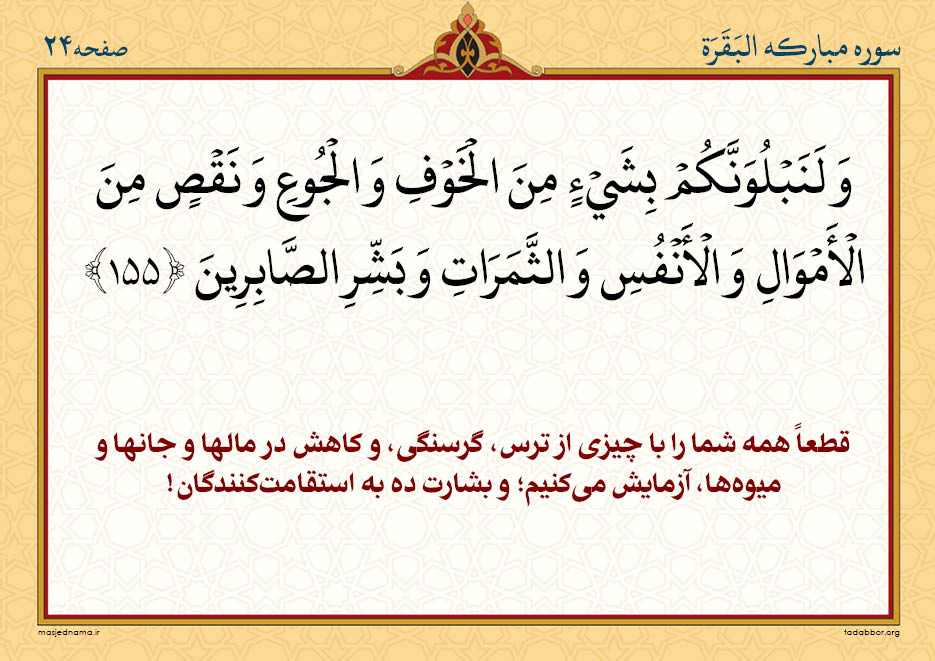 سوره مبارکه البَقَرَة
صفحه۲۴
وَ لَنَبْلُوَنَّكُمْ بِشَيْءٍ مِنَ الْخَوْفِ وَ الْجُوعِ وَ نَقْصٍ مِنَ
الْأَمْوَالِ وَ الْأَنْفُسِ وَ الثَّمَرَاتِ وَ بَشِّرِ الصَّابِرِينَ ﴿۱۵۵﴾
قطعاً همه شما را با چیزی از ترس، گرسنگی، و کاهش در مالها و جانها و
میوه‌ها، آزمایش می‌کنیم؛ و بشارت ده به استقامت‌کنندگان!
masjednama.ir
tadabbor.org